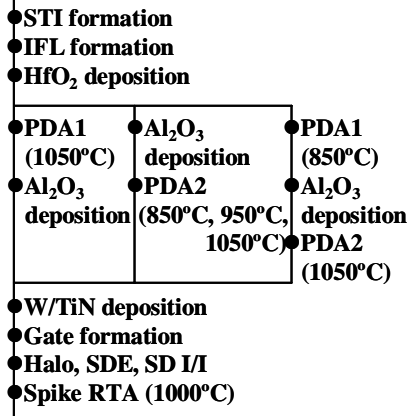 STI formation
IFL formation
HfO₂ deposition
PDA1
(1050ºC)
Al₂O₃
deposition
Al₂O₃
deposition
PDA2
(850ºC, 950ºC,
1050ºC)
PDA1
(850ºC)
Al₂O₃
deposition
PDA2
(1050ºC)
W/TiN deposition
Gate formation
Halo, SDE, SD I/I
Spike RTA (1000ºC)